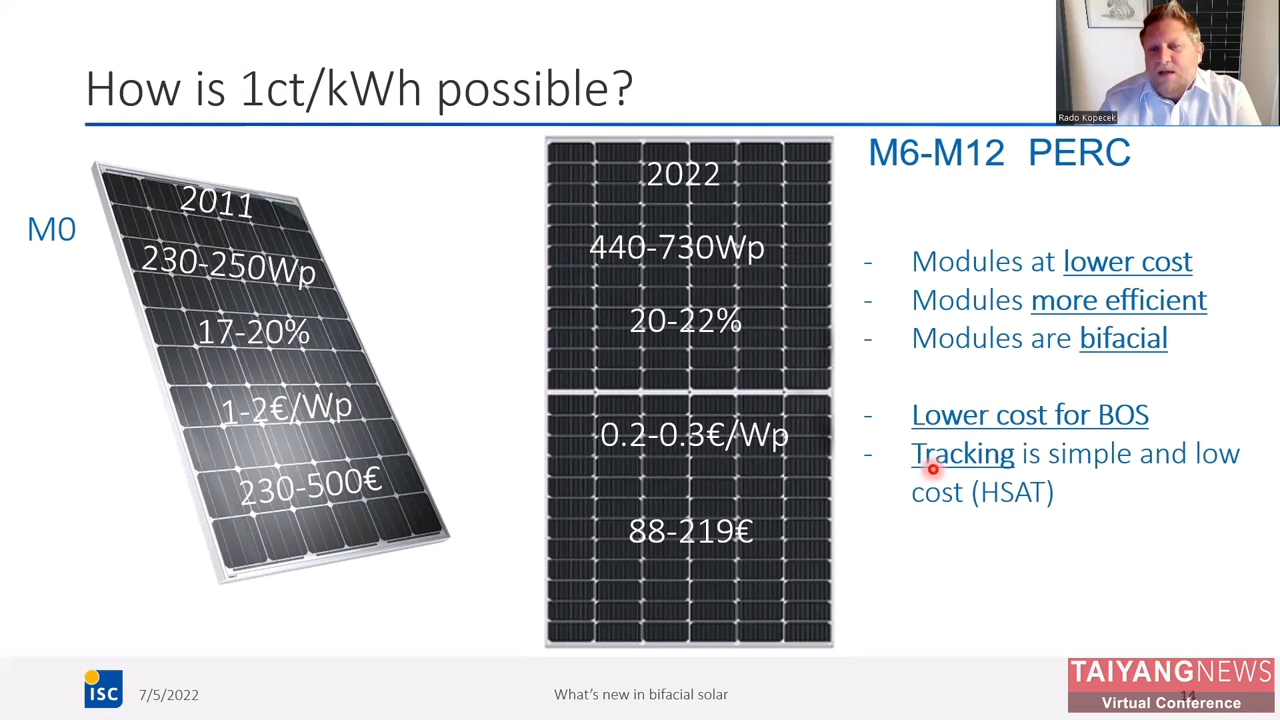 How is 1ct/kWh possible?
Rado Kopecek
M0
2011
230-250Wp
17-20%
1-2€/Wp
230-500€
2022
440-730Wp
20-22%
0.2-0.3€/Wp
88-219€
M6-M12 PERC
- Modules at lower cost
- Modules more efficient
- Modules are bifacial
- Lower cost for BOS
- Tracking is simple and low
cost (HSAT)
ISC
7/5/2022
What's new in bifacial solar
14
TAIYANGNEWS
Virtual Conference